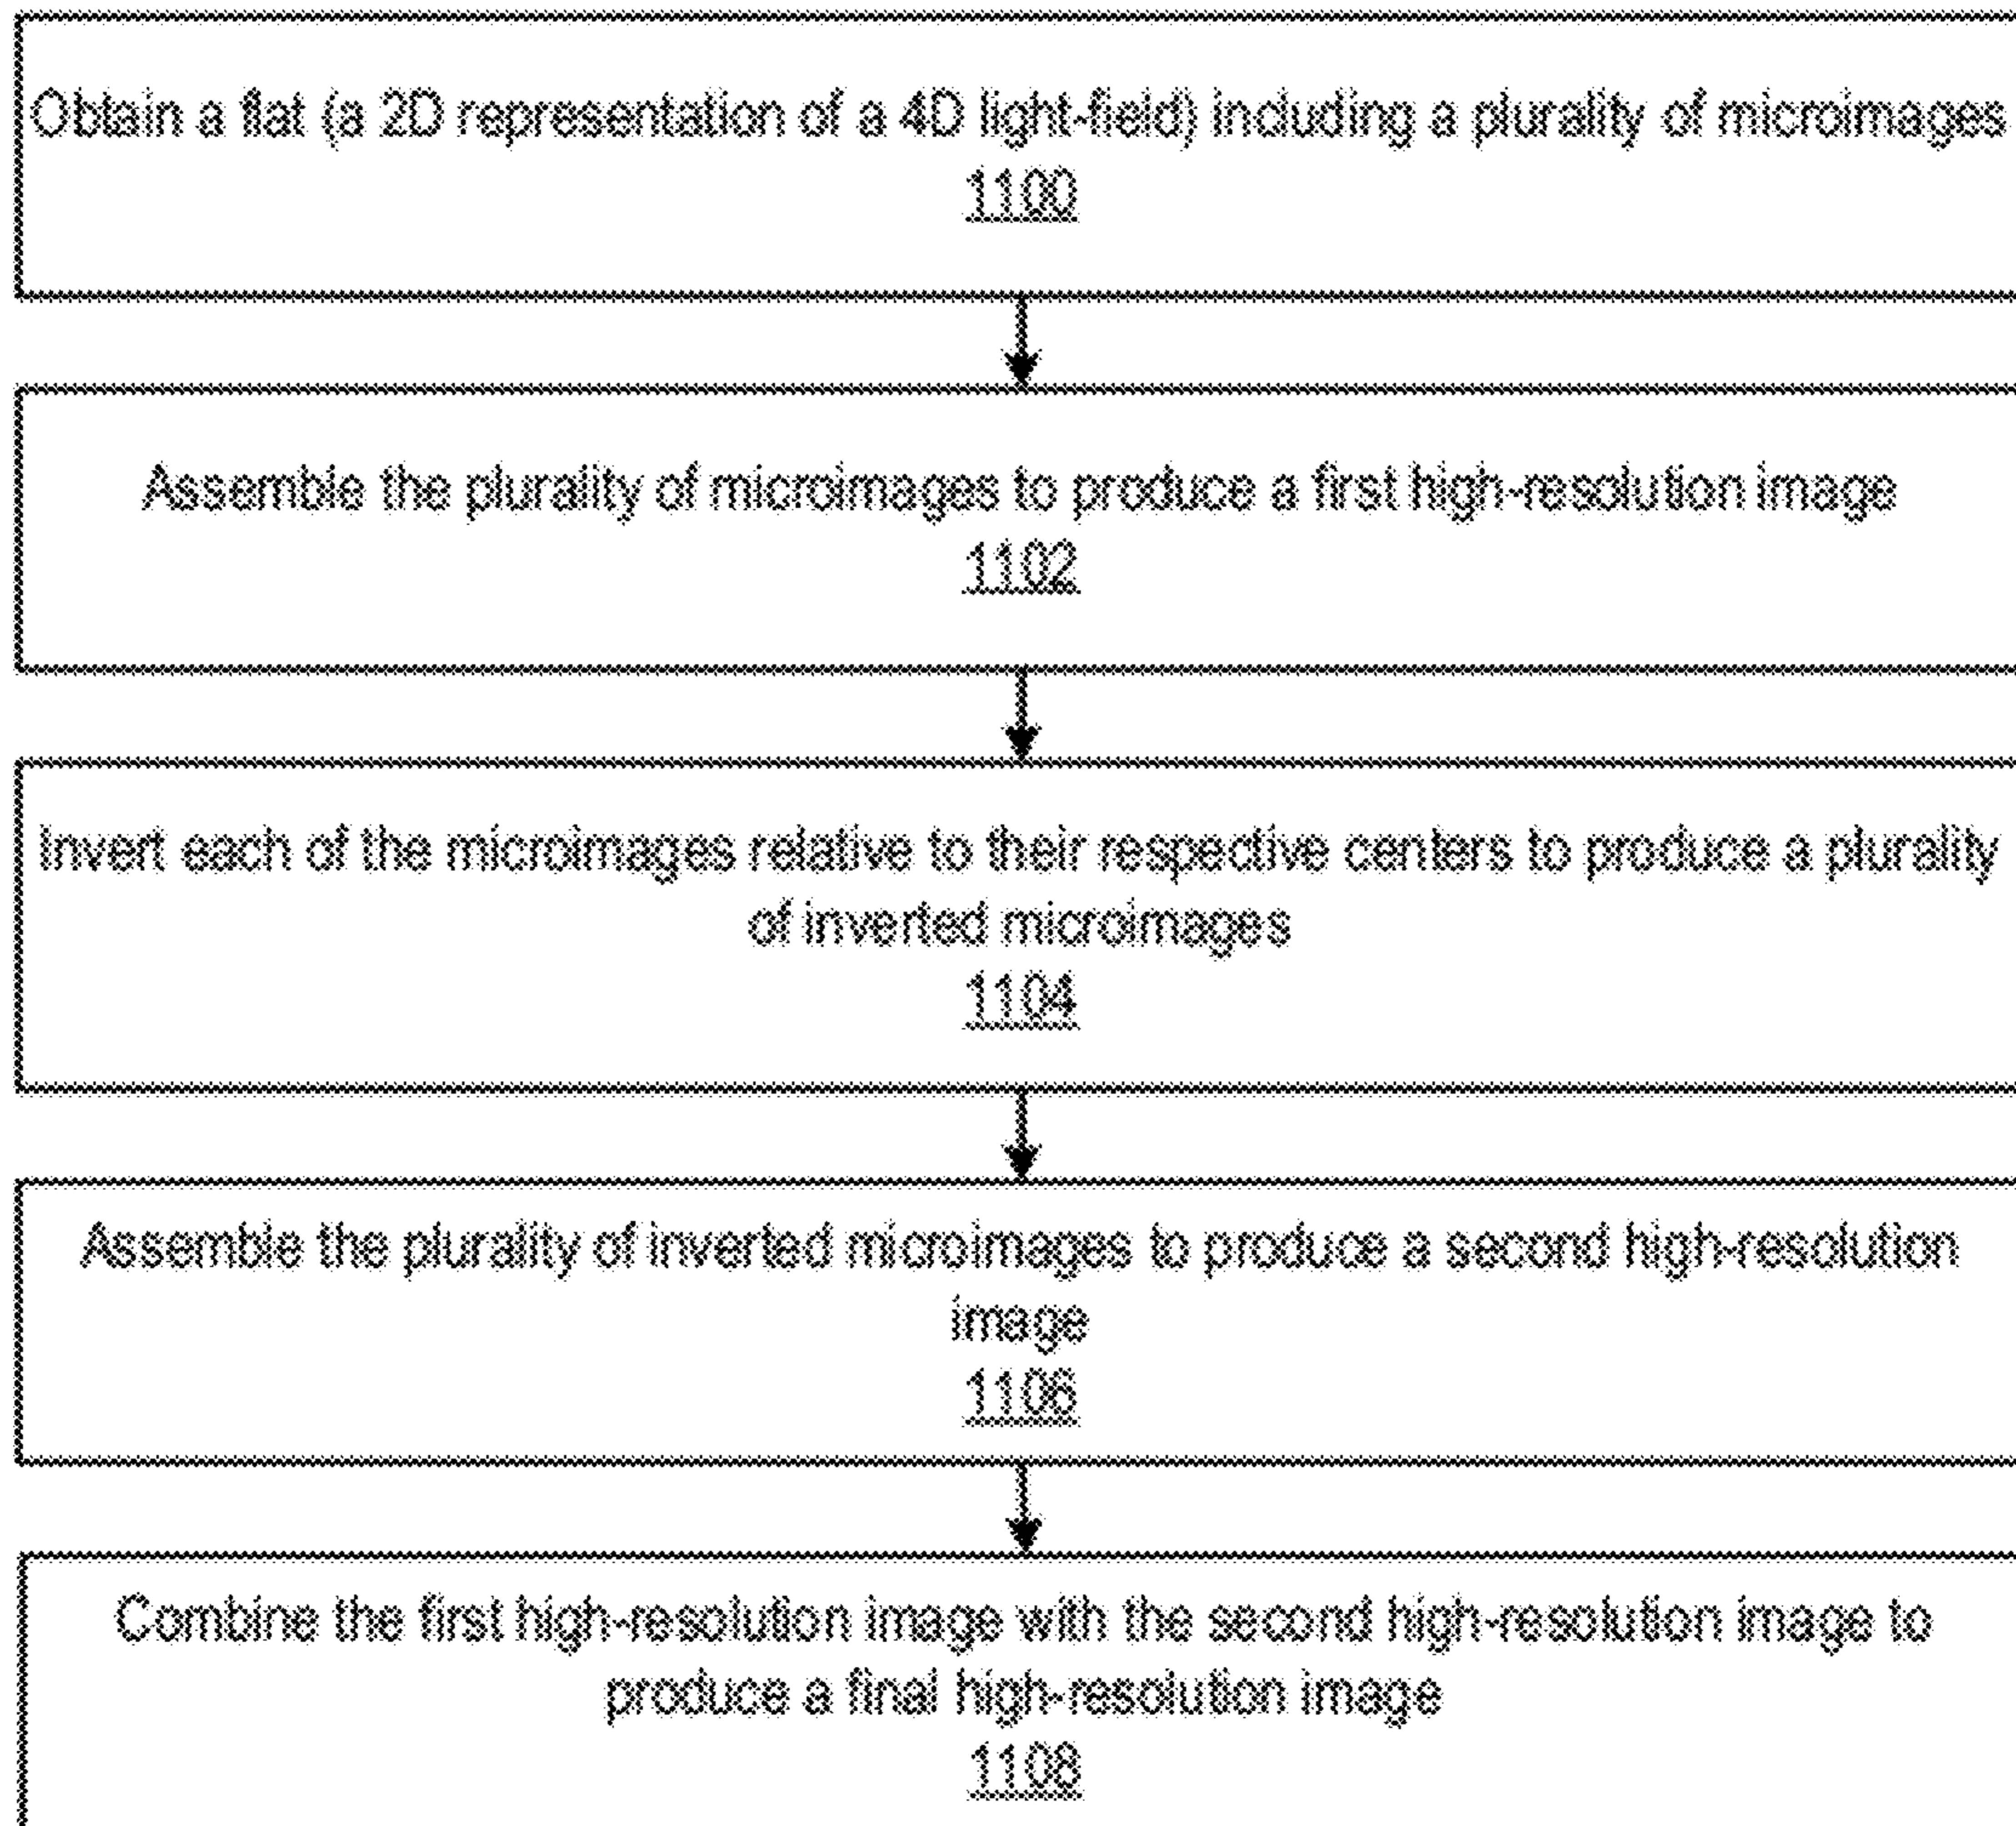 Obtain a flat (a 2D representation of a 4D light-field) including a plurality of microimages
1100
Assemble the plurality of microimages to produce a first high-resolution image
1102
Invert each of the microimages relative to their respective centers to produce a plurality
of inverted microimages
1104
Assemble the plurality of inverted microimages to produce a second high-resolution
image
1106
Combine the first high-resolution image with the second high-resolution image to
produce a final high-resolution image
1108